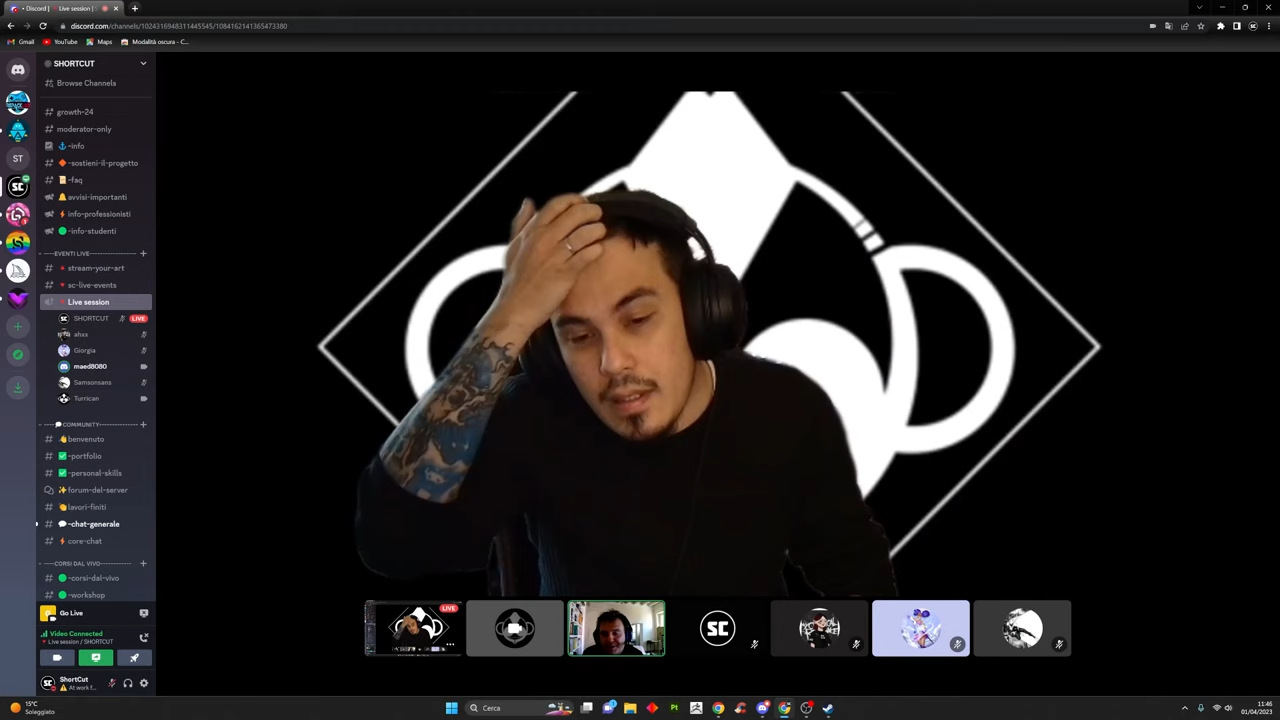 • Discord | 🔴 Live session | S
discord.com/channels/1024316948311445545/1084162141365473380
Gmail
YouTube
Maps
Modalità oscura - C...
SHORTCUT
Browse Channels
growth-24
moderator-only
-info
-sostieni-il-progetto
-faq
avvisi-importanti
info-professionisti
-info-studenti
EVENTI LIVE
stream-your-art
sc-live-events
Live session
SHORTCUT LIVE
ahxx
Giorgia
maed8080
Samsonsans
Turrican
COMMUNITY
benvenuto
-portfolio
-personal-skills
forum-del-server
lavori-finiti
-chat-generale
core-chat
CORSI DAL VIVO
-corsi-dal-vivo
-workshop
ST
SC
Go Live
Video Connected
Live session / SHORTCUT
ShortCut
At work f...
LIVE
SC
15°C
Soleggiato
Cerca
Pt
11:46
01/04/2023